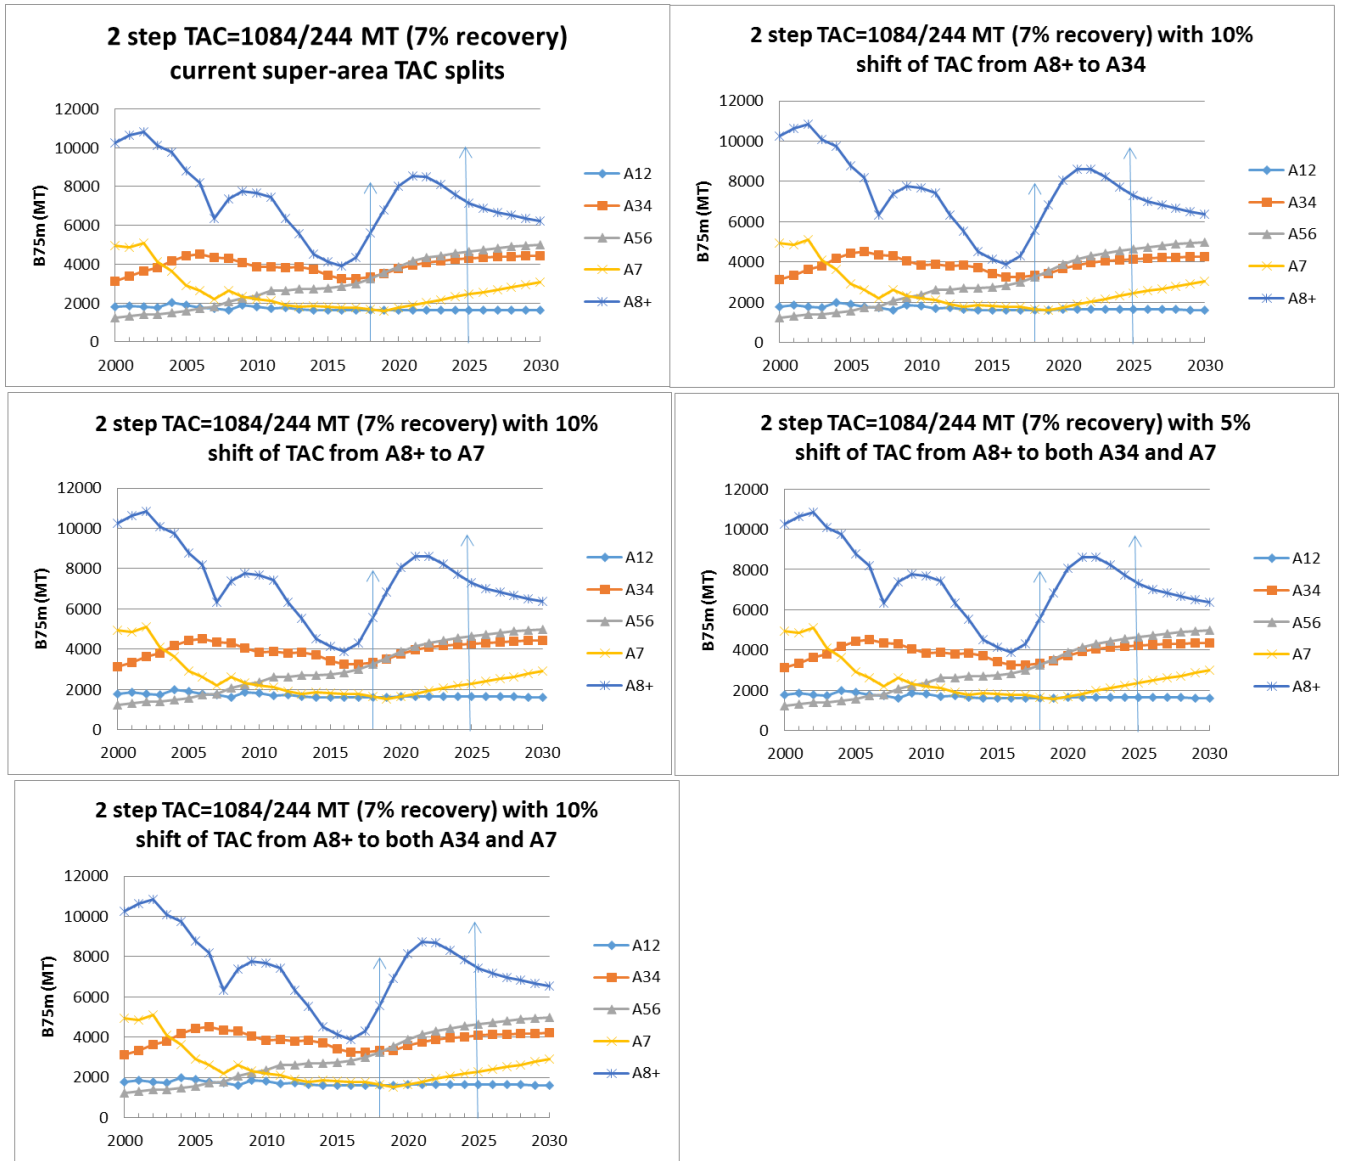 2 step TAC=1084/244 MT (7% recovery)
current super-area TAC splits
12000
10000
8000
6000
4000
2000
0
B75m (MT)
2000 2005 2010 2015 2020 2025 2030
A12
A34
A56
A7
A8+
2 step TAC=1084/244 MT (7% recovery) with 10%
shift of TAC from A8+ to A34
12000
10000
8000
6000
4000
2000
0
B75m (MT)
2000 2005 2010 2015 2020 2025 2030
A12
A34
A56
A7
A8+
2 step TAC=1084/244 MT (7% recovery) with 10%
shift of TAC from A8+ to A7
12000
10000
8000
6000
4000
2000
0
B75m (MT)
2000 2005 2010 2015 2020 2025 2030
A12
A34
A56
A7
A8+
2 step TAC=1084/244 MT (7% recovery) with 5%
shift of TAC from A8+ to both A34 and A7
12000
10000
8000
6000
4000
2000
0
B75m (MT)
2000 2005 2010 2015 2020 2025 2030
A12
A34
A56
A7
A8+
2 step TAC=1084/244 MT (7% recovery) with 10%
shift of TAC from A8+ to both A34 and A7
12000
10000
8000
6000
4000
2000
0
B75m (MT)
2000 2005 2010 2015 2020 2025 2030
A12
A34
A56
A7
A8+